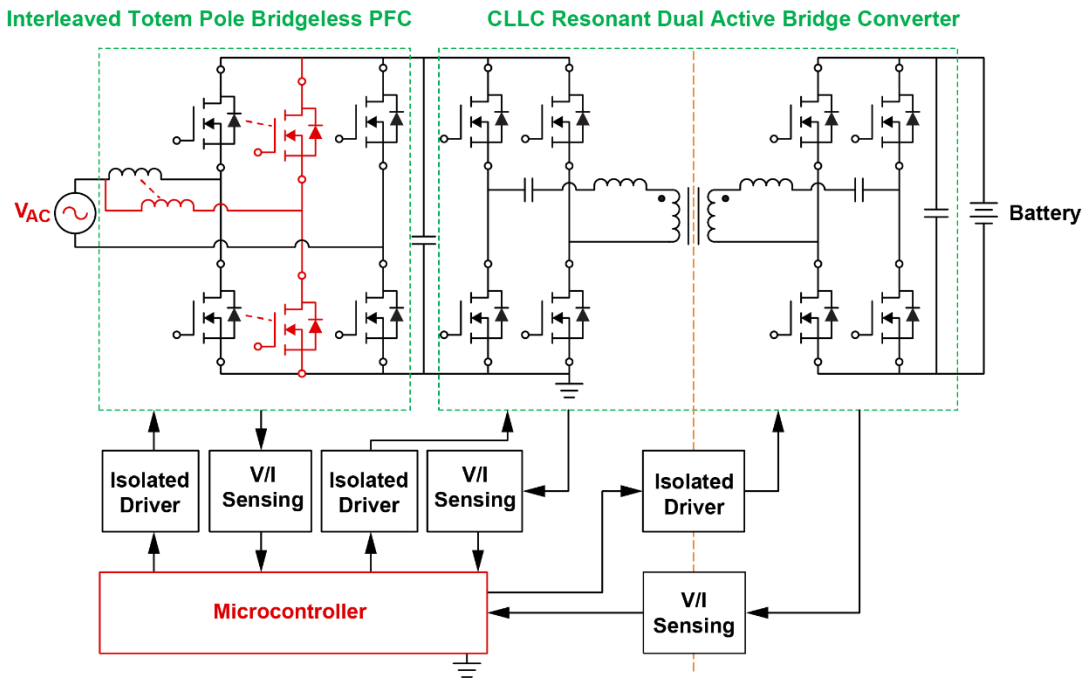 Interleaved Totem Pole Bridgeless PFC
CLLC Resonant Dual Active Bridge Converter
VAC
Battery
Isolated
Driver
V/I
Sensing
Isolated
Driver
V/I
Sensing
Isolated
Driver
Microcontroller
V/I
Sensing